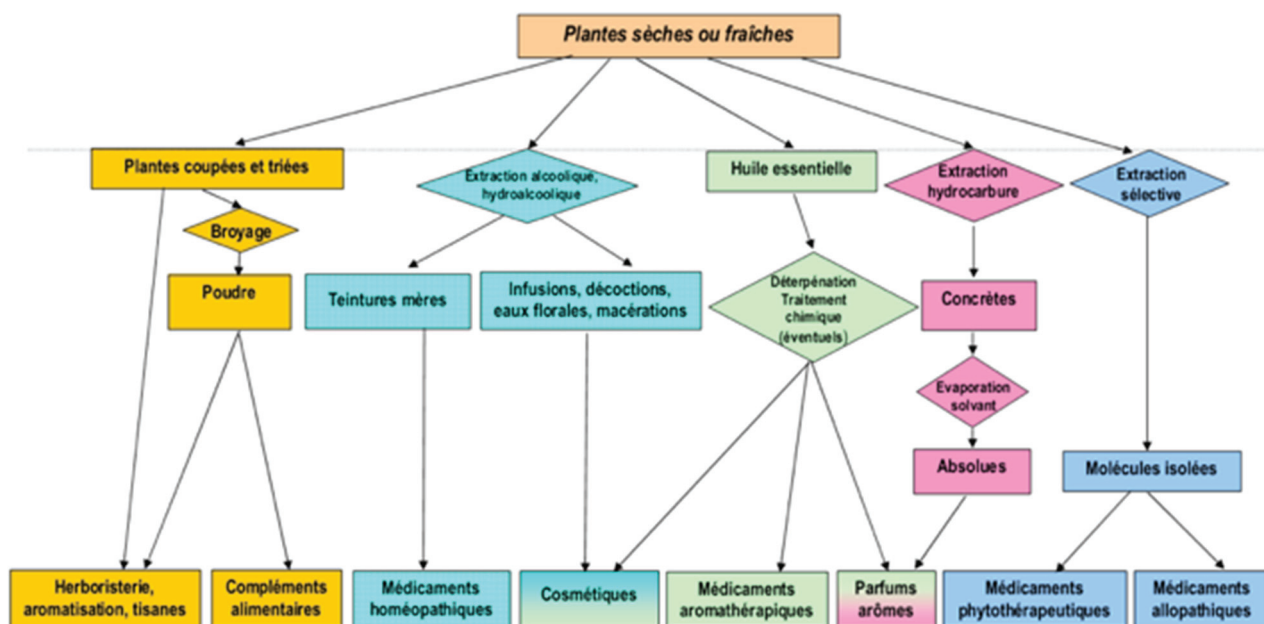 Plantes sèches ou fraîches
Plantes coupées et triées
Extraction alcoolique,
hydroalcoolique
Huile essentielle
Extraction
hydrocarbure
Extraction
sélective
Broyage
Poudre
Teintures mères
Infusions, décoctions,
eaux florales, macérations
Déterpénation
Traitement
chimique
(éventuels)
Concrètes
Evaporation
solvant
Absolues
Molécules isolées
Herboristerie,
aromatisation, tisanes
Compléments
alimentaires
Médicaments
homéopathiques
Cosmétiques
Médicaments
aromathérapiques
Parfums
arômes
Médicaments
phytothérapeutiques
Médicaments
allopathiques